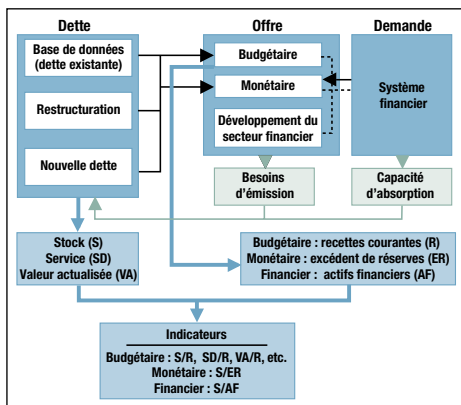 Dette
Offre
Demande
Base de données
(dette existante)
Restructuration
Nouvelle dette
Budgétaire
Monétaire
Développement du
secteur financier
Système
financier
Besoins
d'émission
Capacité
d'absorption
Stock (S)
Service (SD)
Valeur actualisée (VA)
Budgétaire : recettes courantes (R)
Monétaire : excédent de réserves (ER)
Financier : actifs financiers (AF)
Indicateurs
Budgétaire : S/R, SD/R, VA/R, etc.
Monétaire : S/ER
Financier : S/AF